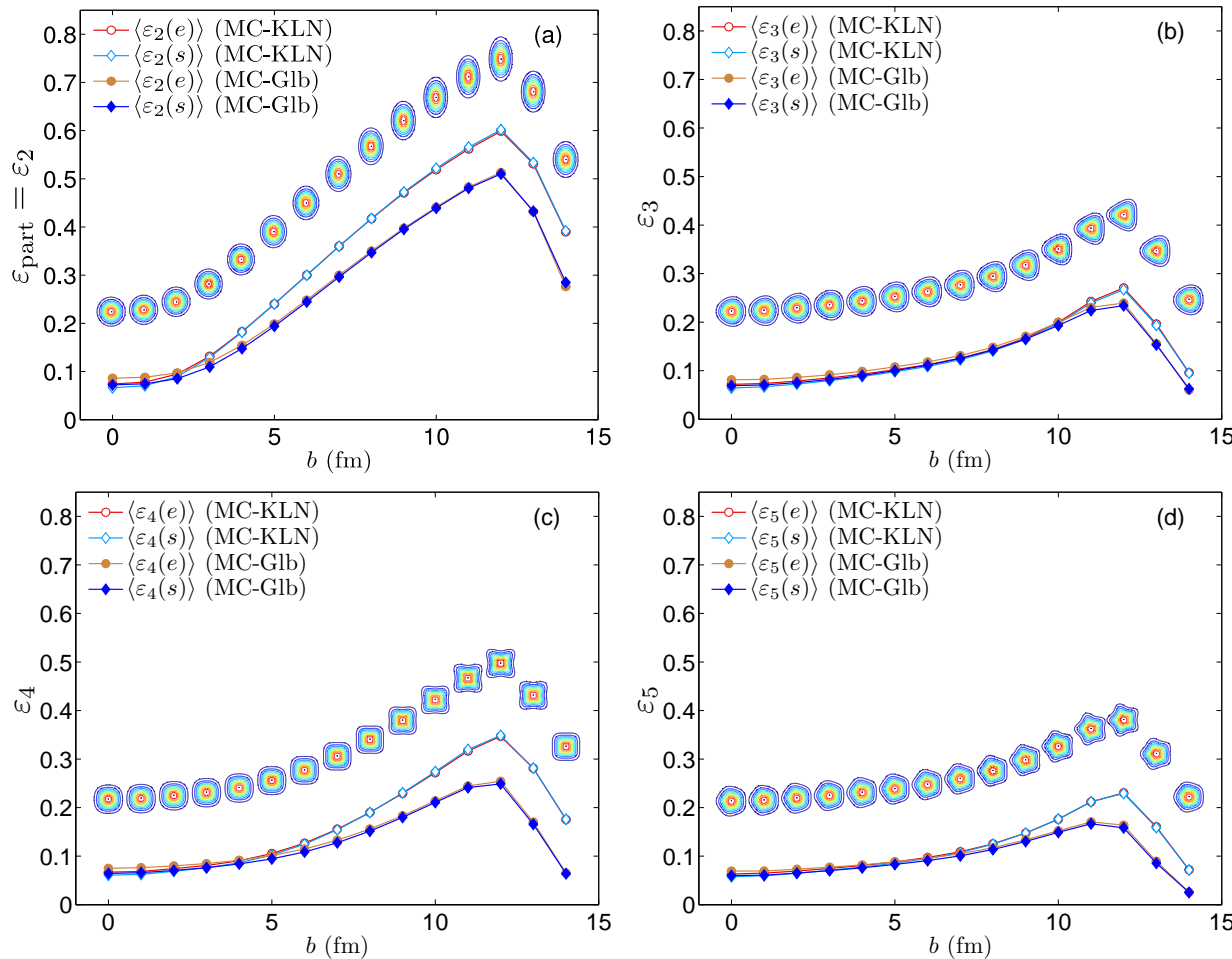 (a)
⟨ε₂(e)⟩ (MC-KLN)
⟨ε₂(s)⟩ (MC-KLN)
⟨ε₂(e)⟩ (MC-Glb)
⟨ε₂(s)⟩ (MC-Glb)
ε_part = ε₂
0.8
0.7
0.6
0.5
0.4
0.3
0.2
0.1
0
0 5 10 15
b (fm)
(b)
⟨ε₃(e)⟩ (MC-KLN)
⟨ε₃(s)⟩ (MC-KLN)
⟨ε₃(e)⟩ (MC-Glb)
⟨ε₃(s)⟩ (MC-Glb)
ε₃
0.8
0.7
0.6
0.5
0.4
0.3
0.2
0.1
0
0 5 10 15
b (fm)
(c)
⟨ε₄(e)⟩ (MC-KLN)
⟨ε₄(s)⟩ (MC-KLN)
⟨ε₄(e)⟩ (MC-Glb)
⟨ε₄(s)⟩ (MC-Glb)
ε₄
0.8
0.7
0.6
0.5
0.4
0.3
0.2
0.1
0
0 5 10 15
b (fm)
(d)
⟨ε₅(e)⟩ (MC-KLN)
⟨ε₅(s)⟩ (MC-KLN)
⟨ε₅(e)⟩ (MC-Glb)
⟨ε₅(s)⟩ (MC-Glb)
ε₅
0.8
0.7
0.6
0.5
0.4
0.3
0.2
0.1
0
0 5 10 15
b (fm)